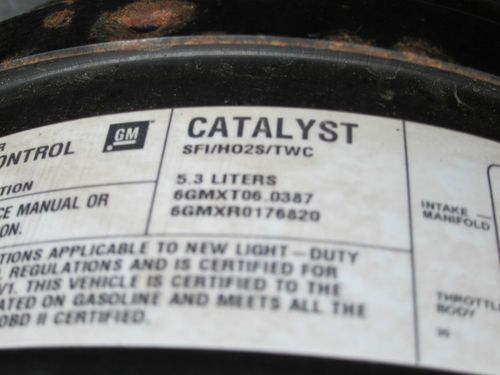 ONTROL
GM
CATALYST
SFI/HO2S/TWC
TION
CE MANUAL OR
ON.
5.3 LITERS
6GMXT06.0387
6GMXR0176820
TIONS APPLICABLE TO NEW LIGHT-DUTY
REGULATIONS AND IS CERTIFIED FOR
V1. THIS VEHICLE IS CERTIFIED TO THE
ATED ON GASOLINE AND MEETS ALL THE
OBD II CERTIFIED.
INTAKE
MANIFOLD
THROTTLE
BODY